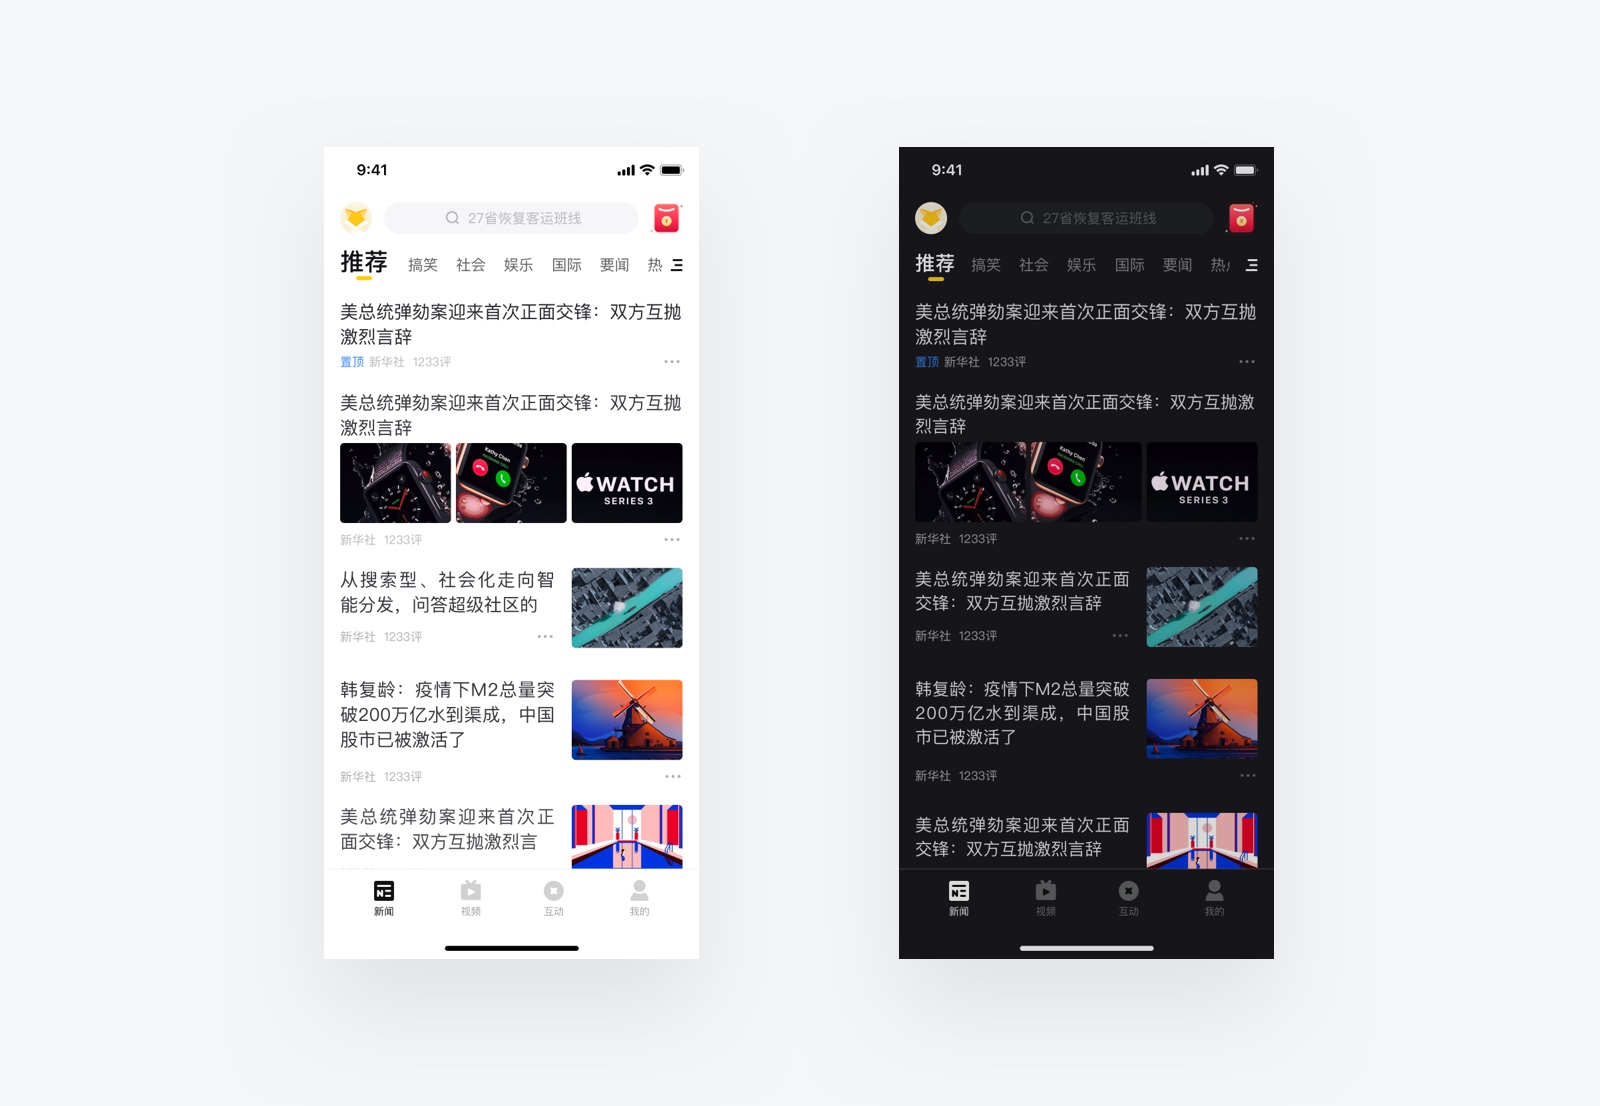 9:41
27省恢复客运班线
推荐 搞笑 社会 娱乐 国际 要闻 热
美总统弹劾案迎来首次正面交锋：双方互抛
激烈言辞
置顶 新华社 1233评
美总统弹劾案迎来首次正面交锋：双方互抛
激烈言辞
Kathy Chen
INCOMING CALL
WATCH
SERIES 3
新华社 1233评
从搜索型、社会化走向智
能分发，问答超级社区的
新华社 1233评
韩复龄：疫情下M2总量突
破200万亿水到渠成，中国
股市已被激活了
新华社 1233评
美总统弹劾案迎来首次正
面交锋：双方互抛激烈言
新闻 视频 互动 我的
9:41
27省恢复客运班线
推荐 搞笑 社会 娱乐 国际 要闻 热
美总统弹劾案迎来首次正面交锋：双方互抛
激烈言辞
置顶 新华社 1233评
美总统弹劾案迎来首次正面交锋：双方互抛激
烈言辞
Kathy Chen
INCOMING CALL
WATCH
SERIES 3
新华社 1233评
美总统弹劾案迎来首次正面
交锋：双方互抛激烈言辞
新华社 1233评
韩复龄：疫情下M2总量突破
200万亿水到渠成，中国股
市已被激活了
新华社 1233评
美总统弹劾案迎来首次正面
交锋：双方互抛激烈言辞
新闻 视频 互动 我的